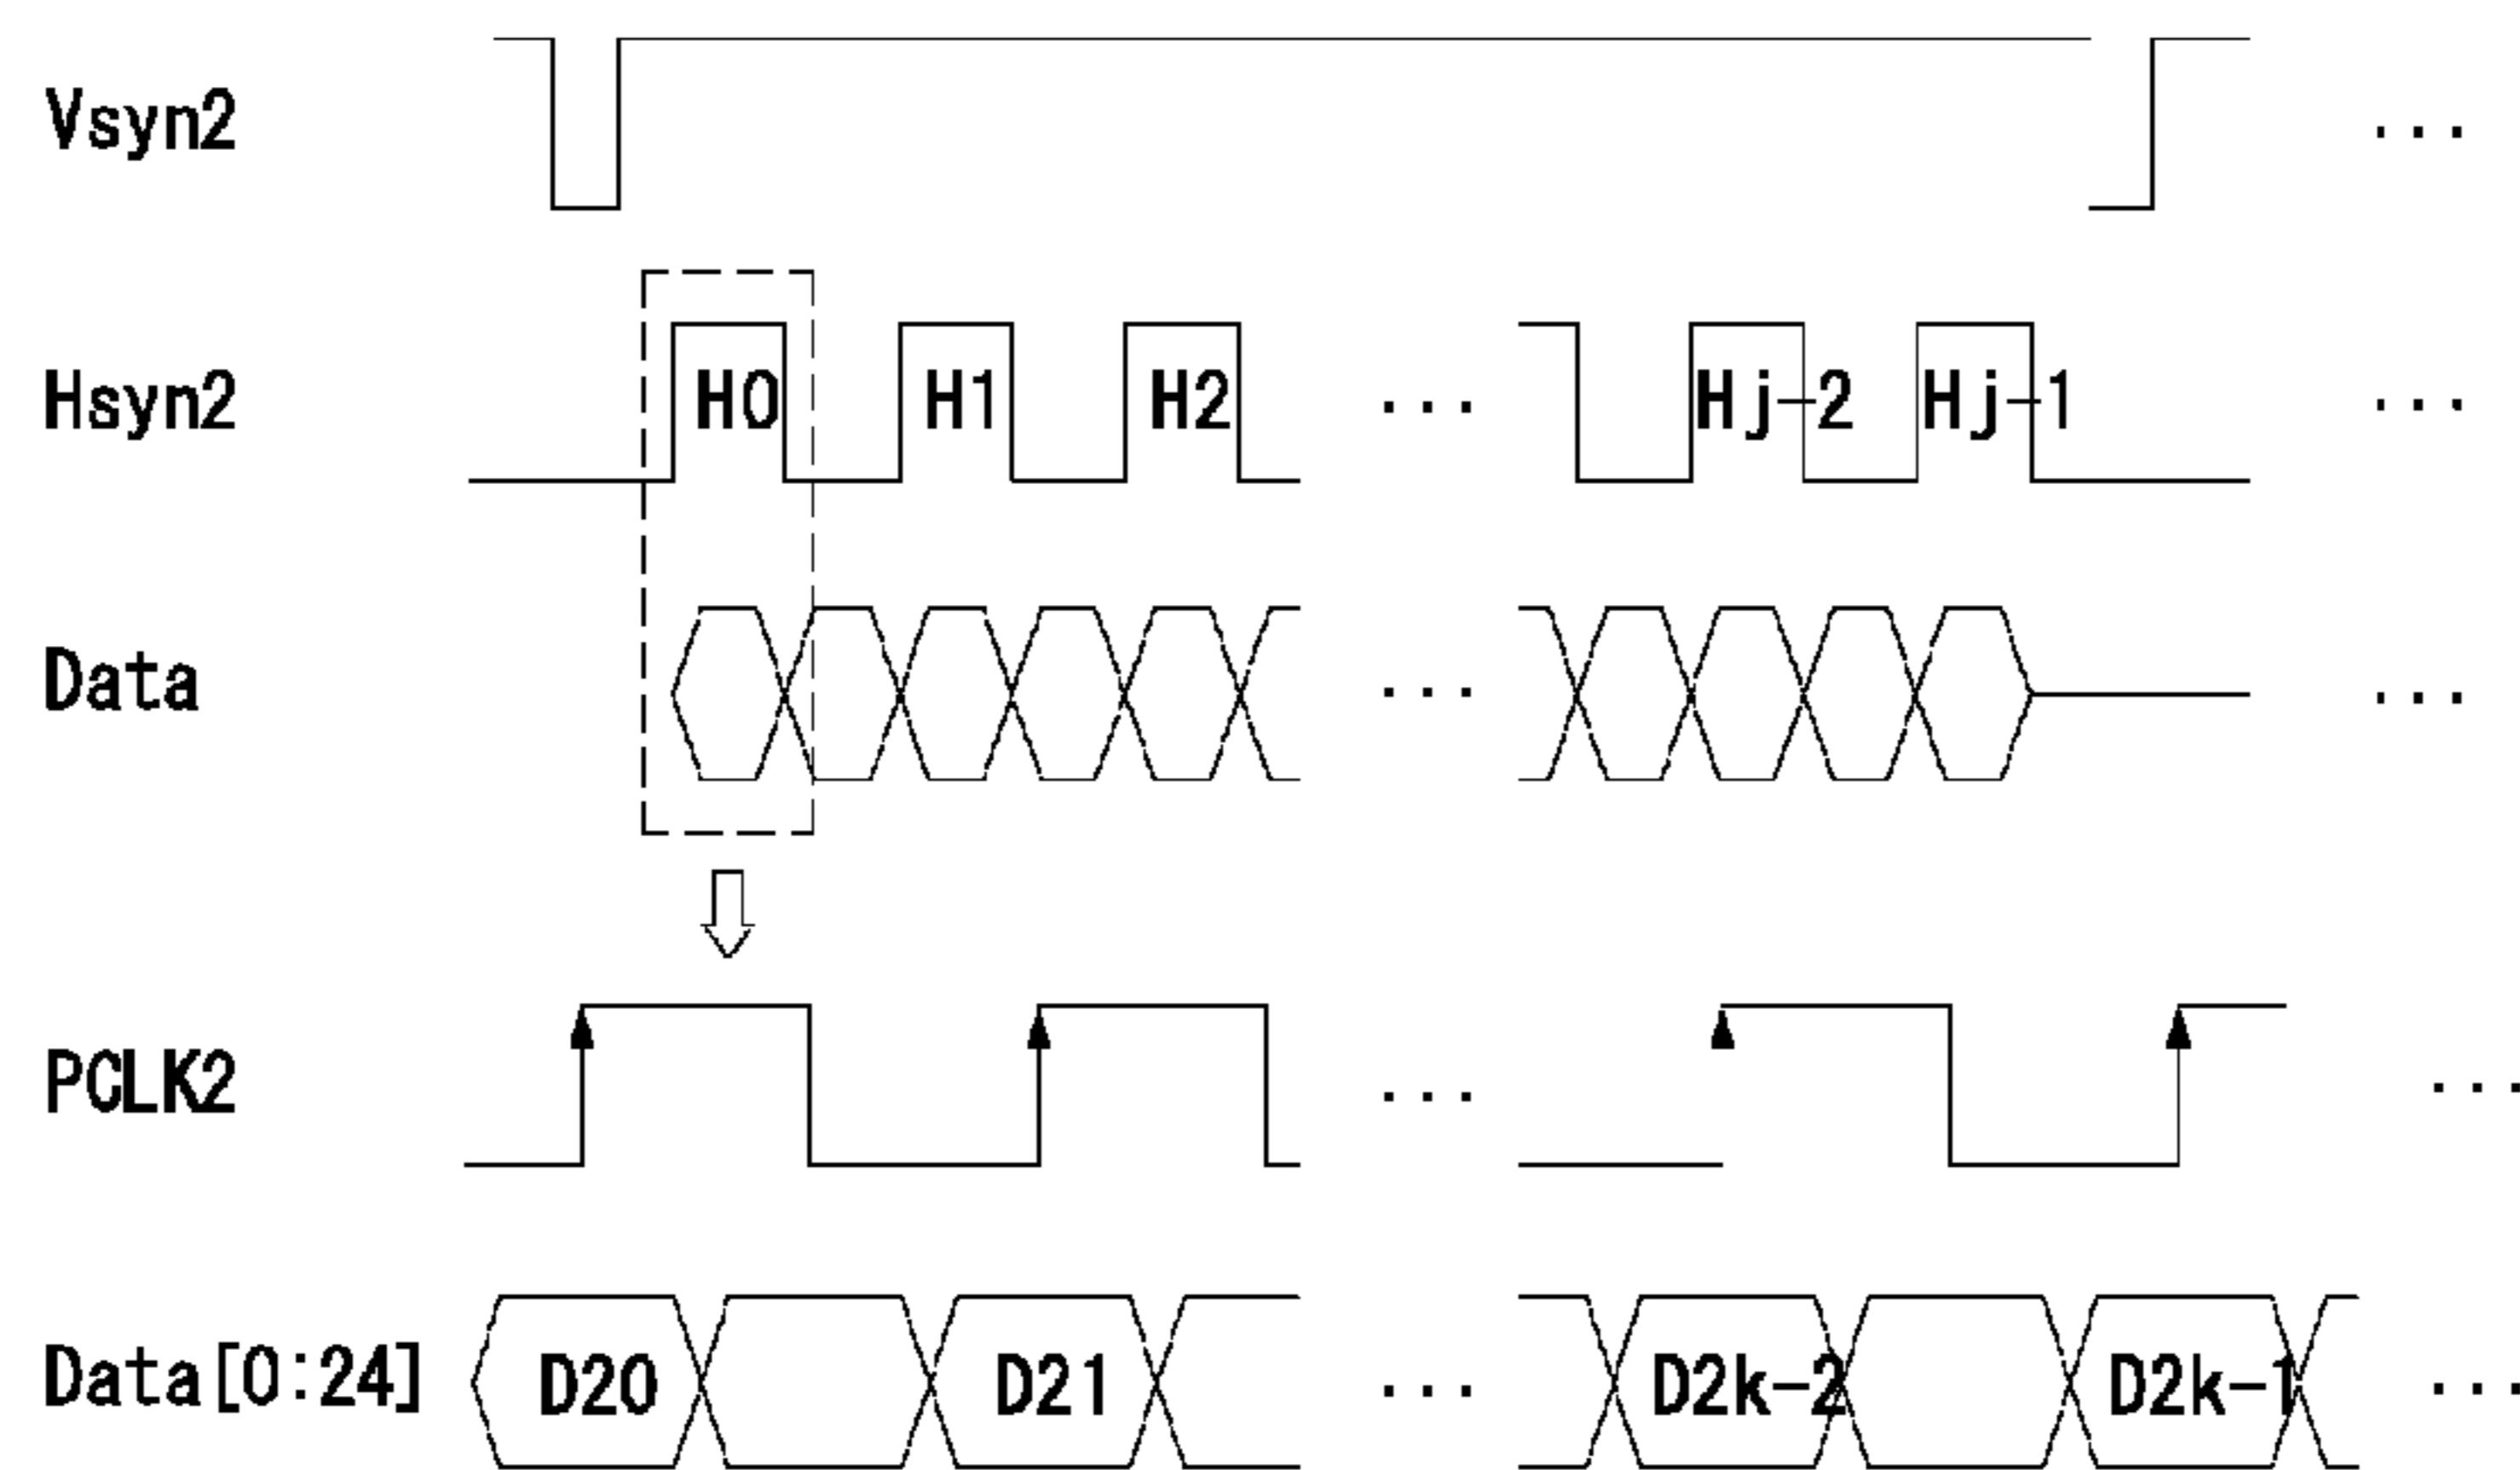 Vsyn2 ...
Hsyn2 H0 H1 H2 ... Hj-2 Hj-1 ...
Data ... ...
PCLK2 ... ...
Data[0:24] D20 D21 ... D2k-2 D2k-1 ...